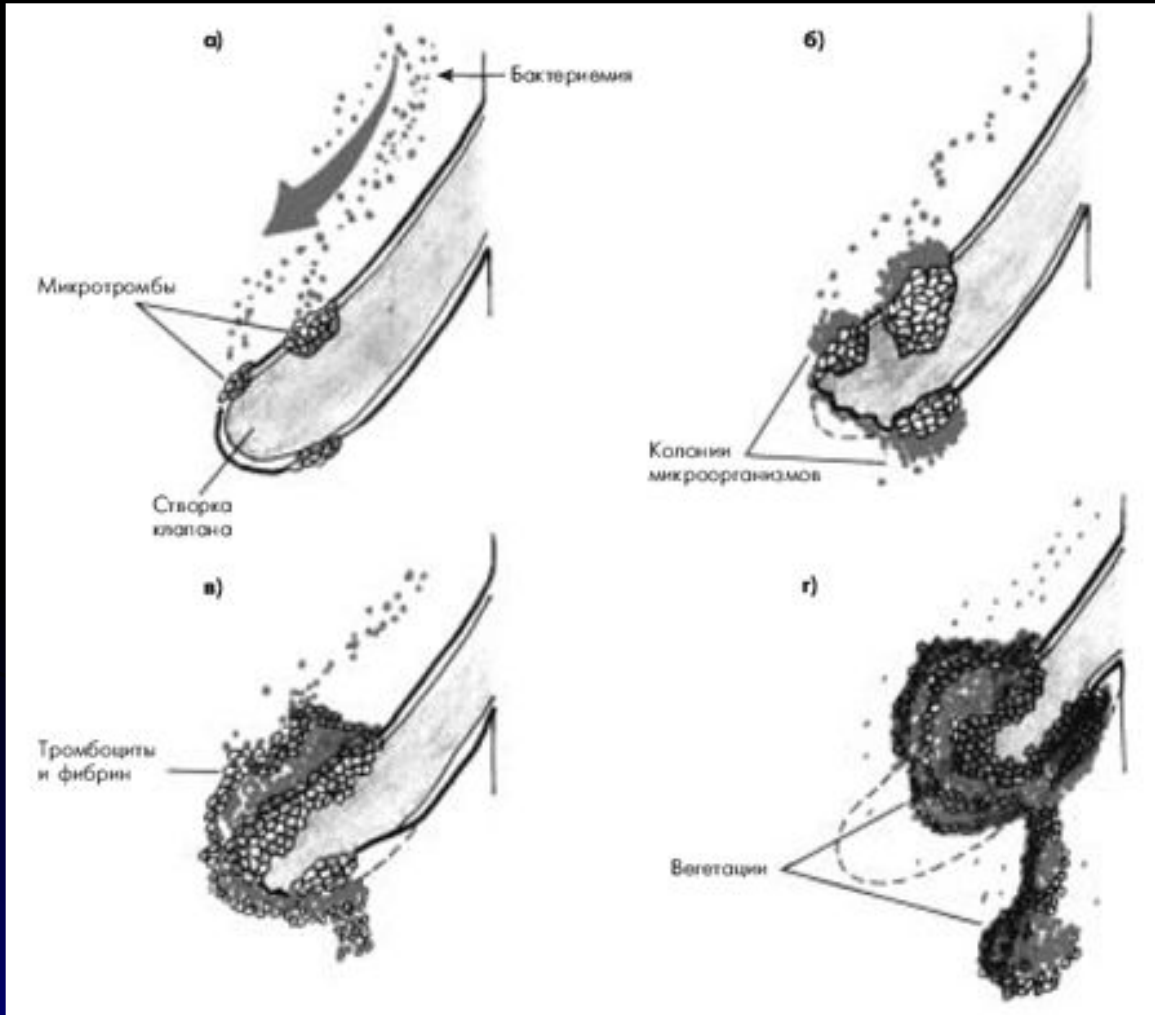 а)
Бактериемия
Микротромбы
Створка
клапана
б)
Колонии
микроорганизмов
в)
Тромбоциты
и фибрин
г)
Вегетации